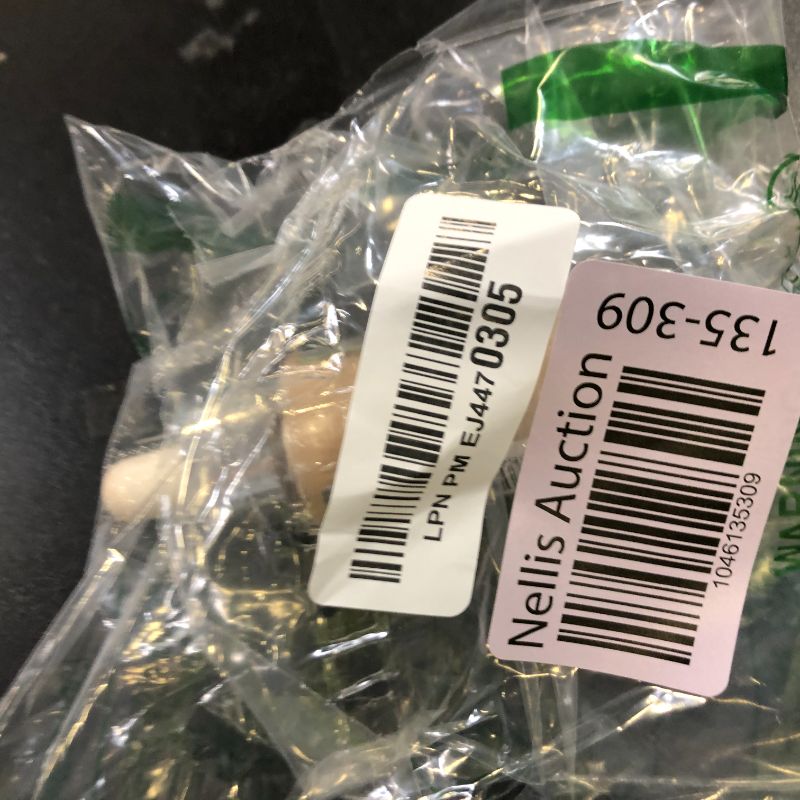 LPN PM EJ4470305
135-309
Nellis Auction
1046135309